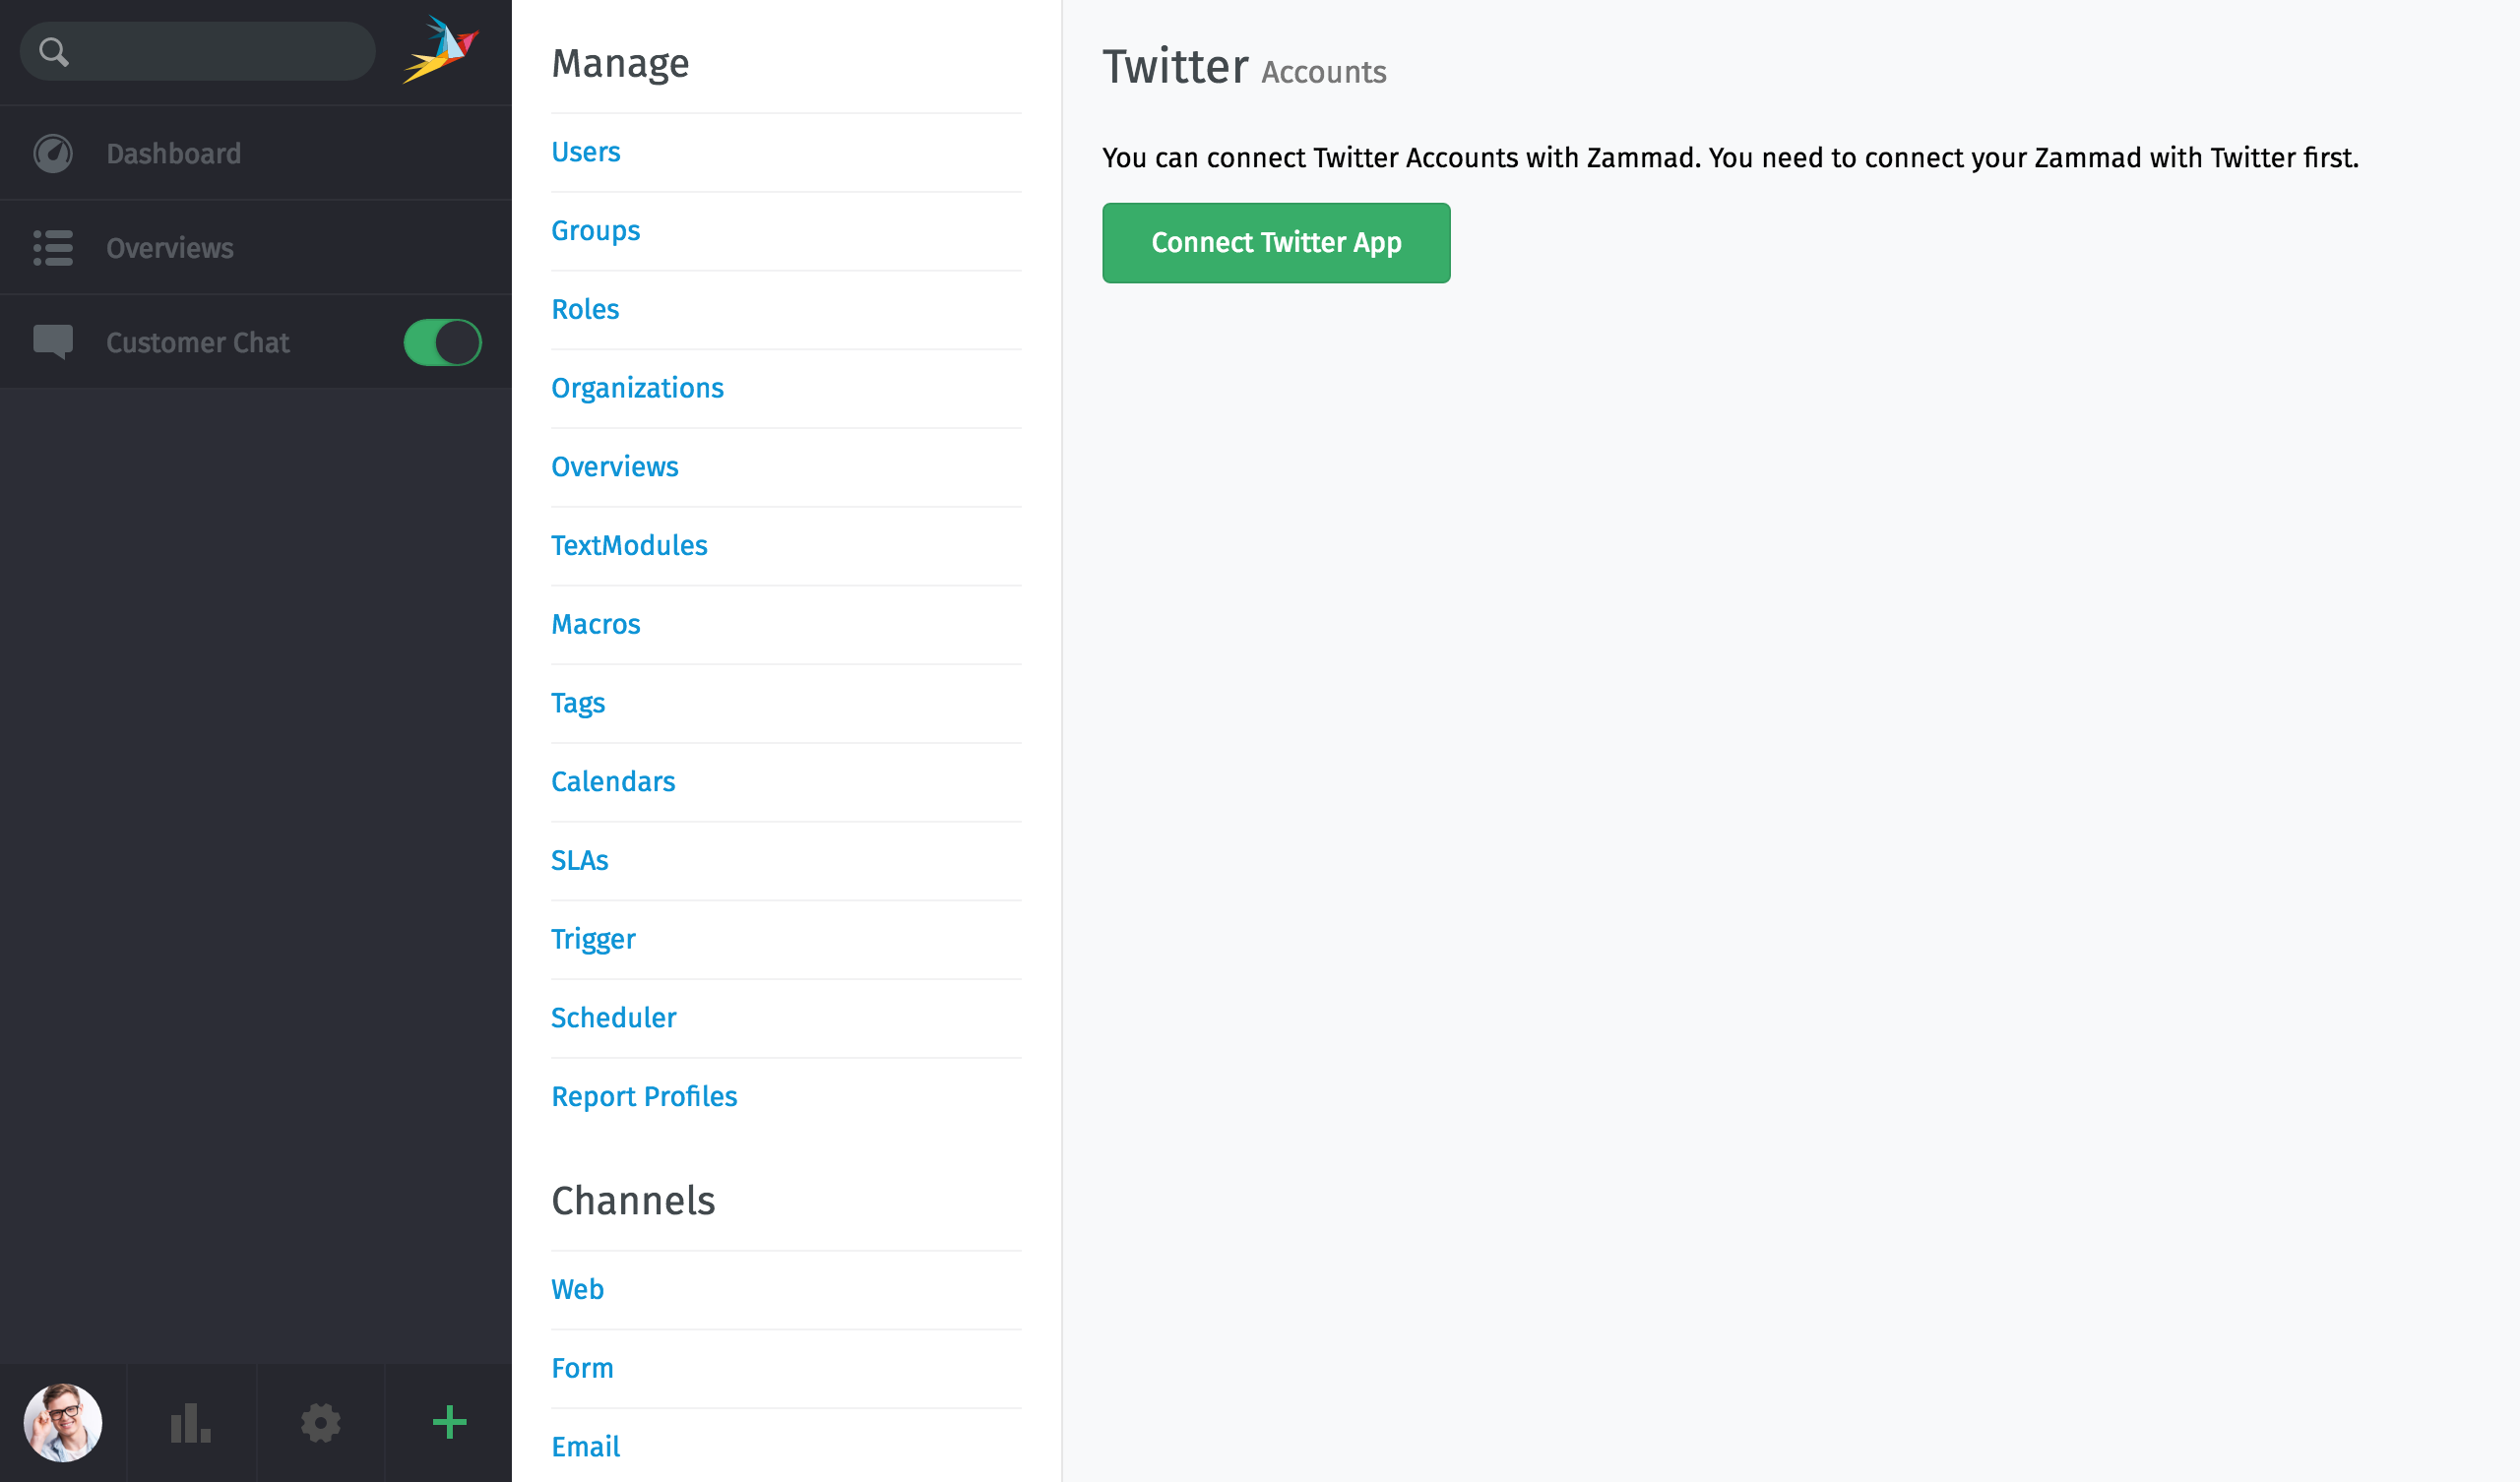 Dashboard
Overviews
Customer Chat
Manage
Users
Groups
Roles
Organizations
Overviews
TextModules
Macros
Tags
Calendars
SLAs
Trigger
Scheduler
Report Profiles
Channels
Web
Form
Email
Twitter Accounts
You can connect Twitter Accounts with Zammad. You need to connect your Zammad with Twitter first.
Connect Twitter App